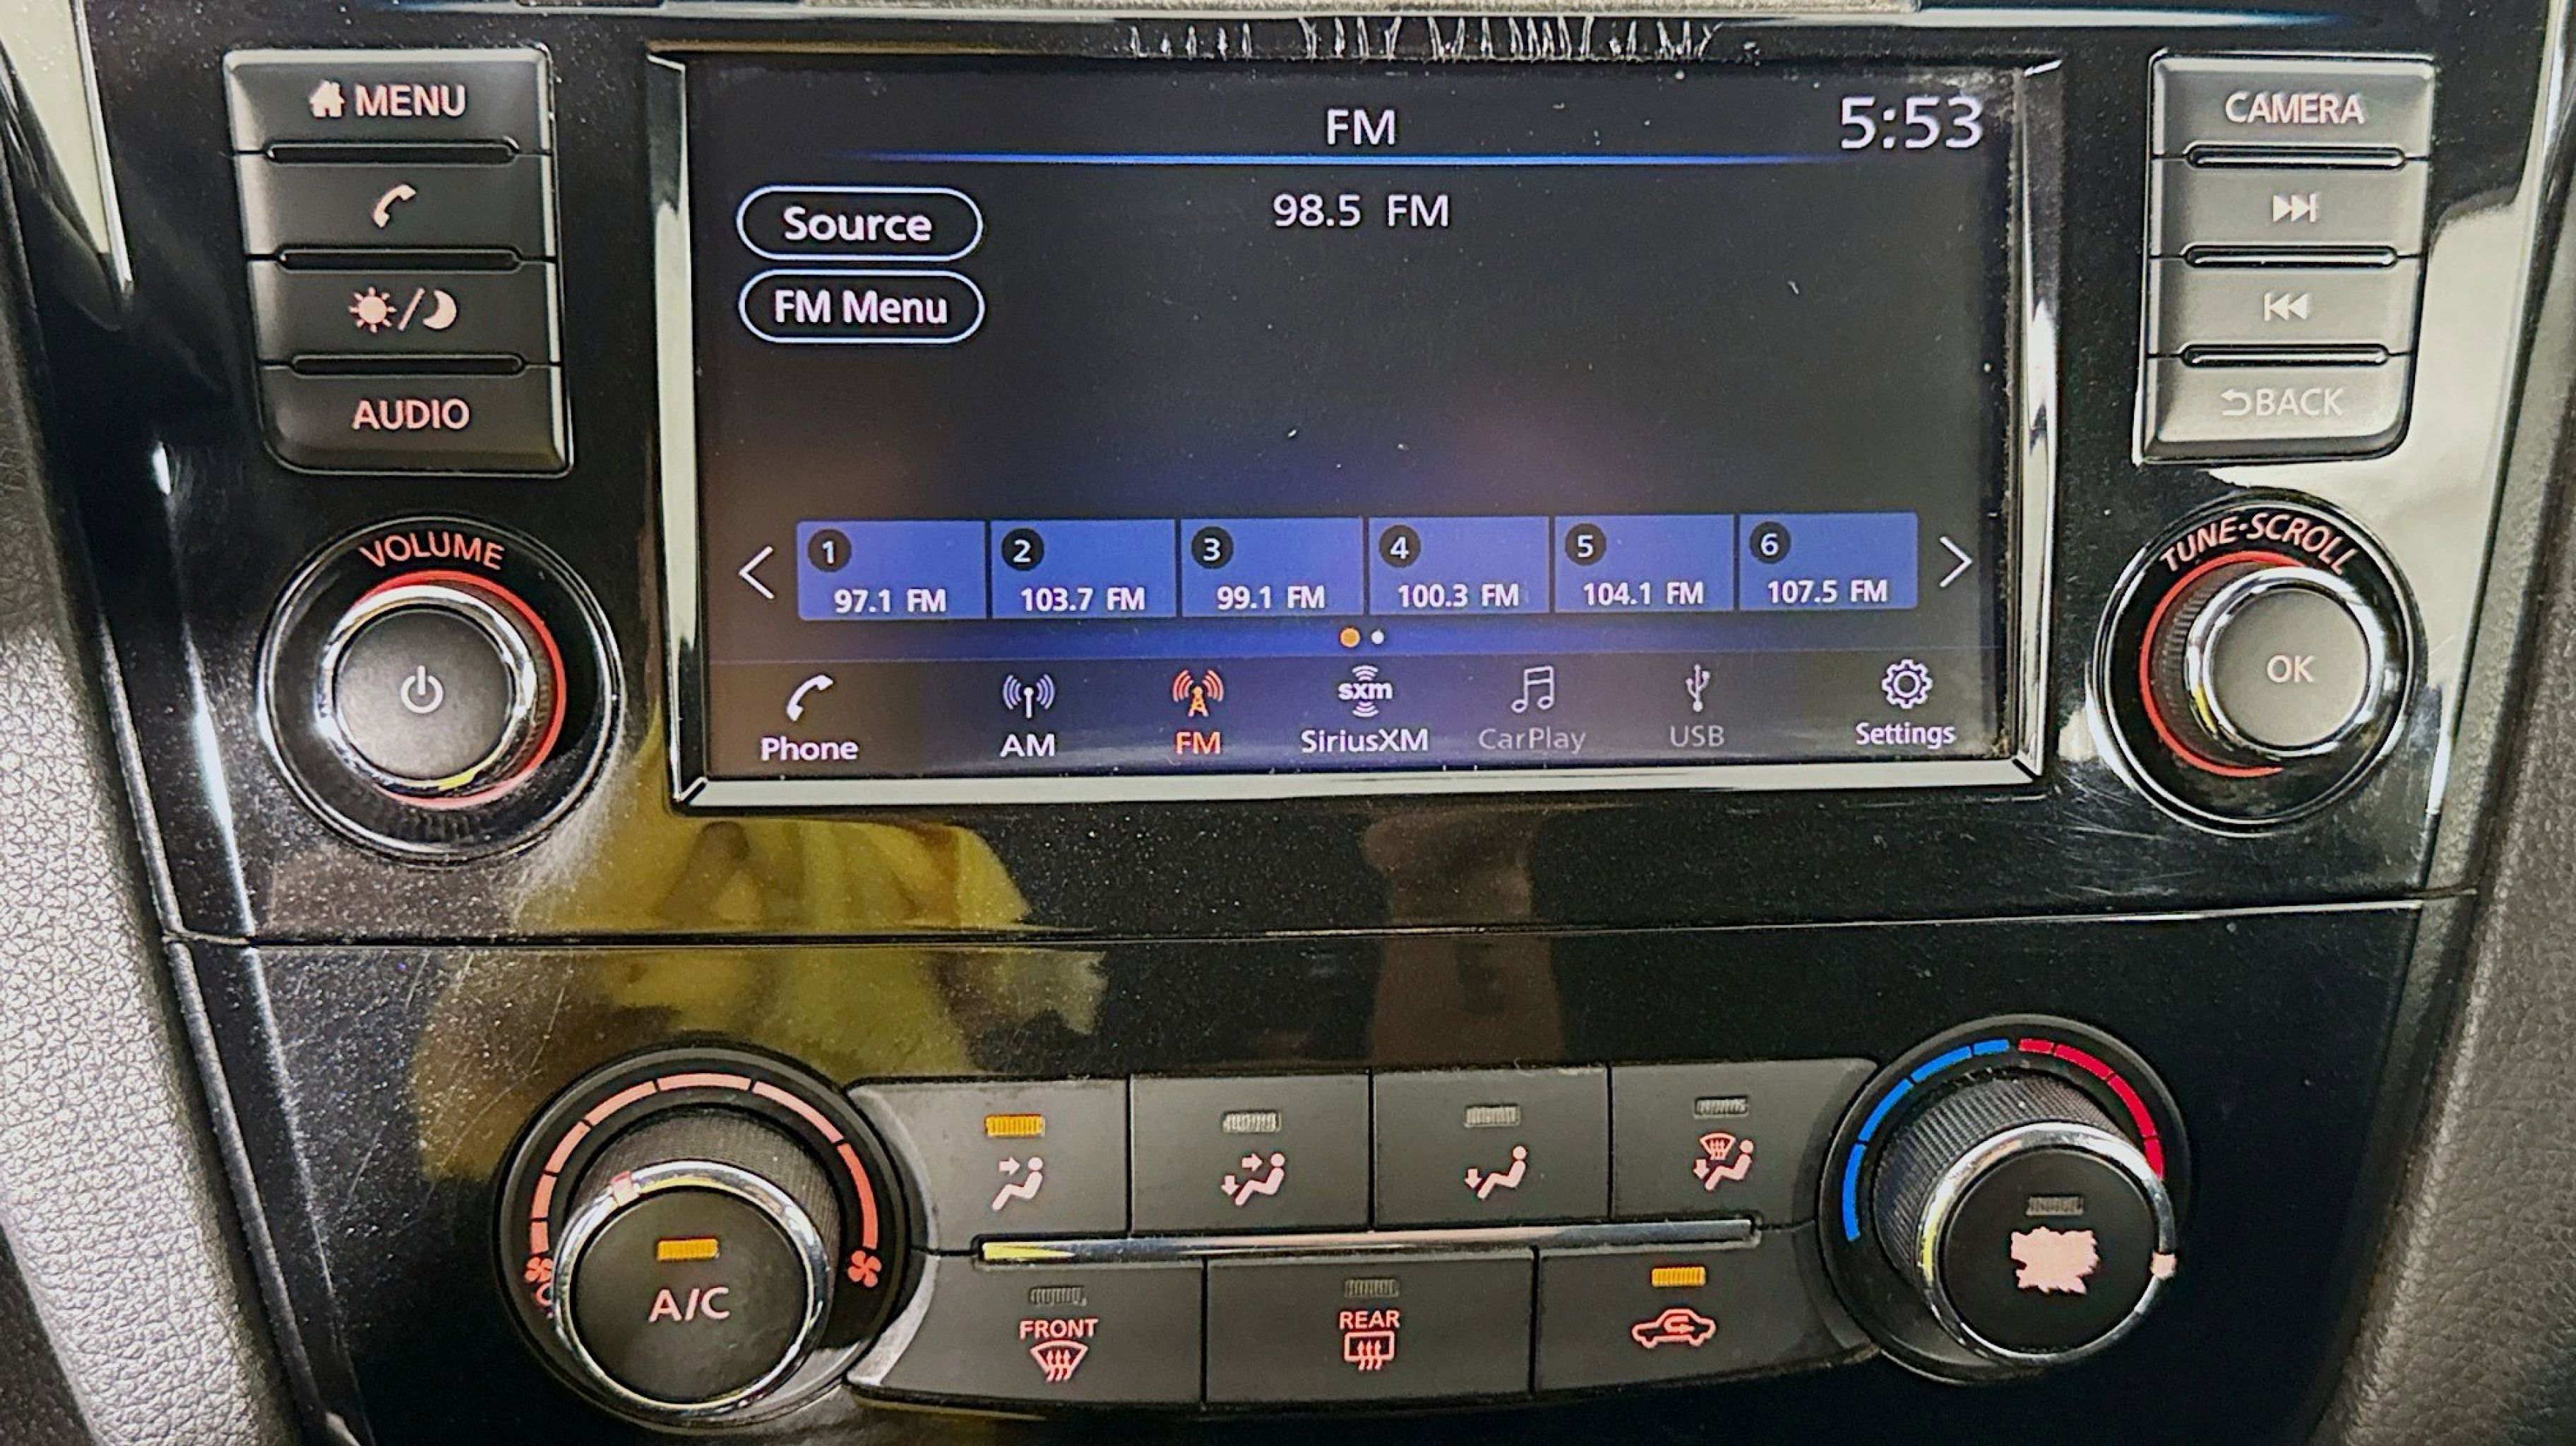 MENU
AUDIO
VOLUME
FM
5:53
Source
98.5 FM
FM Menu
1 2 3 4 5 6
97.1 FM 103.7 FM 99.1 FM 100.3 FM 104.1 FM 107.5 FM
Phone AM FM SiriusXM CarPlay USB Settings
sxm
CAMERA
BACK
TUNE·SCROLL
OK
A/C
FRONT
REAR